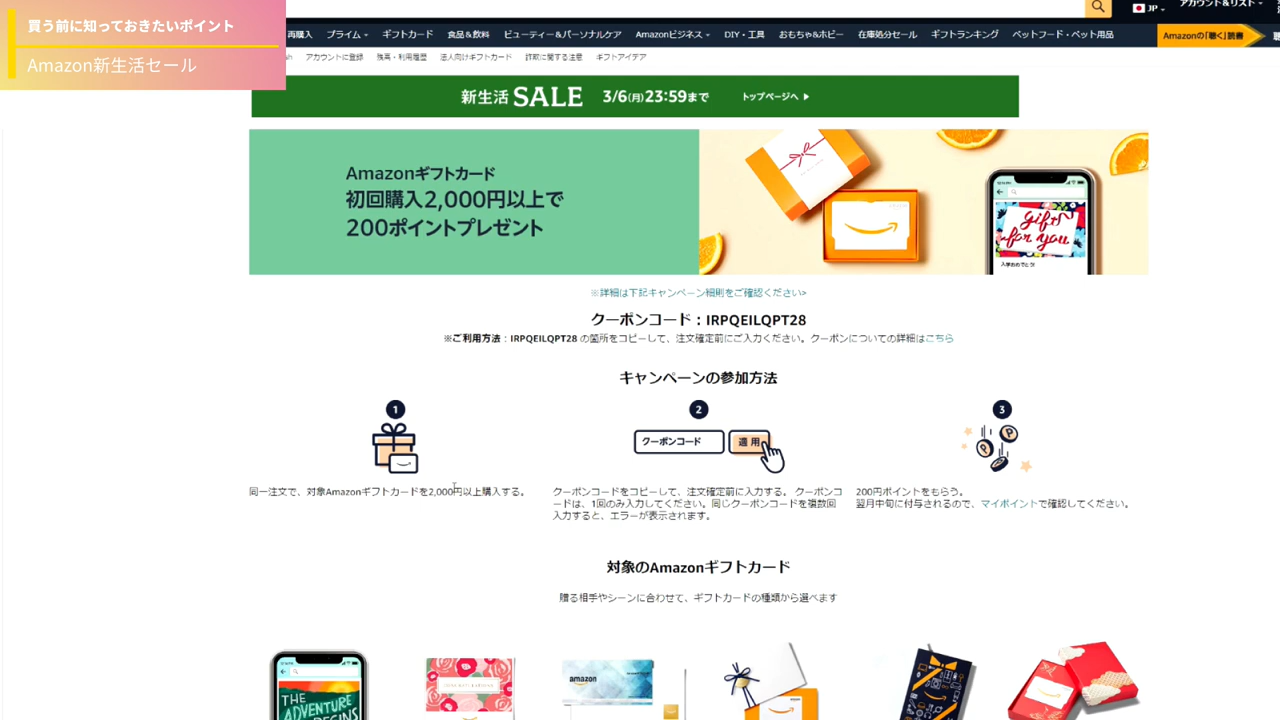 買う前に知っておきたいポイント
Amazon新生活セール
JP
アカウント&リスト
再購入 プライム ギフトカード 食品&飲料 ビューティー&パーソナルケア Amazonビジネス DIY・工具 おもちゃ&ホビー 在庫処分セール ギフトランキング ペットフード・ペット用品
Amazonの「聴く」読書
アカウントに登録 残高・利用履歴 法人向けギフトカード 詐欺に関する注意 ギフトアイデア
新生活 SALE 3/6(月)23:59まで トップページへ
Amazonギフトカード
初回購入2,000円以上で
200ポイントプレゼント
gifts
for you
入学おめでとう!
※詳細は下記キャンペーン細則をご確認ください>
クーポンコード：IRPQEILQPT28
※ご利用方法：IRPQEILQPT28 の箇所をコピーして、注文確定前にご入力ください。クーポンについての詳細はこちら
キャンペーンの参加方法
1
2
3
クーポンコード
適用
P
P
同一注文で、対象Amazonギフトカードを2,000円以上購入する。
クーポンコードをコピーして、注文確定前に入力する。 クーポンコ
ードは、1回のみ入力してください。同じクーポンコードを複数回
入力すると、エラーが表示されます。
200円ポイントをもらう。
翌月中旬に付与されるので、マイポイントで確認してください。
対象のAmazonギフトカード
贈る相手やシーンに合わせて、ギフトカードの種類から選べます
THE
ADVENTURE
BEGINS
amazon